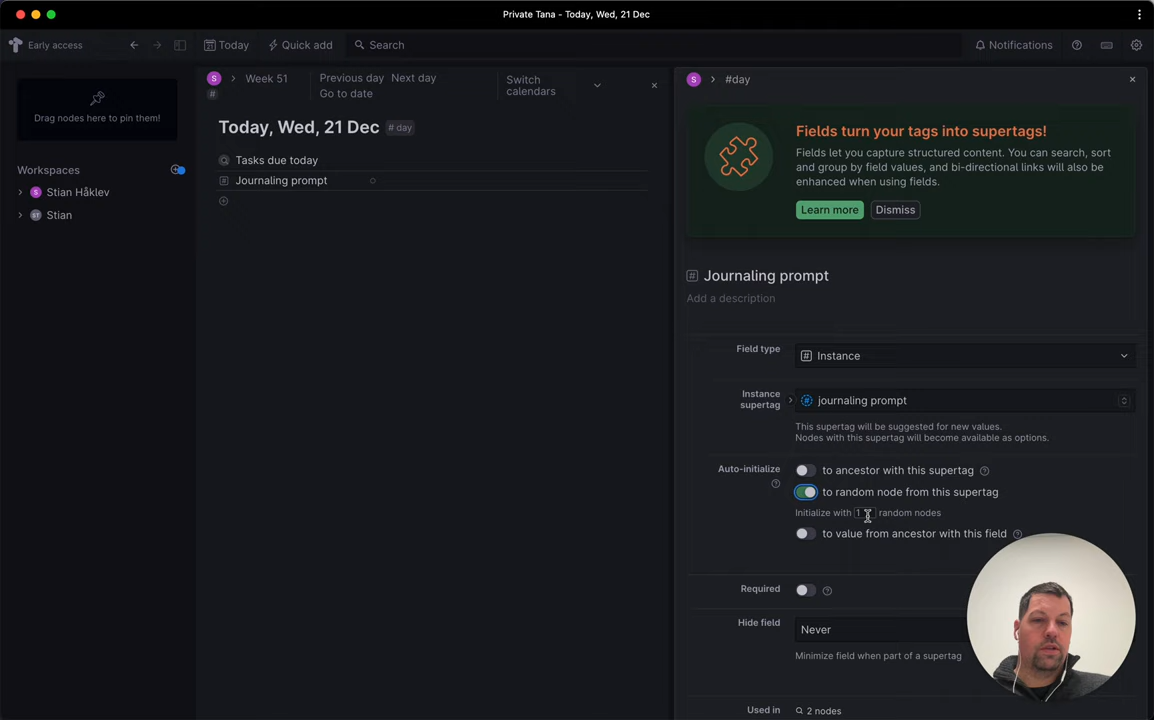 Private Tana - Today, Wed, 21 Dec
Early access
Today
Quick add
Search
Notifications
Drag nodes here to pin them!
Workspaces
S Stian Håklev
ST Stian
S
Week 51
#
Previous day Next day
Go to date
Switch
calendars
Today, Wed, 21 Dec # day
Tasks due today
# Journaling prompt
S
#day
Fields turn your tags into supertags!
Fields let you capture structured content. You can search, sort
and group by field values, and bi-directional links will also be
enhanced when using fields.
Learn more
Dismiss
# Journaling prompt
Add a description
Field type
# Instance
Instance
supertag
# journaling prompt
This supertag will be suggested for new values.
Nodes with this supertag will become available as options.
Auto-initialize
to ancestor with this supertag
to random node from this supertag
Initialize with 1 random nodes
to value from ancestor with this field
Required
Hide field
Never
Minimize field when part of a supertag
Used in
2 nodes